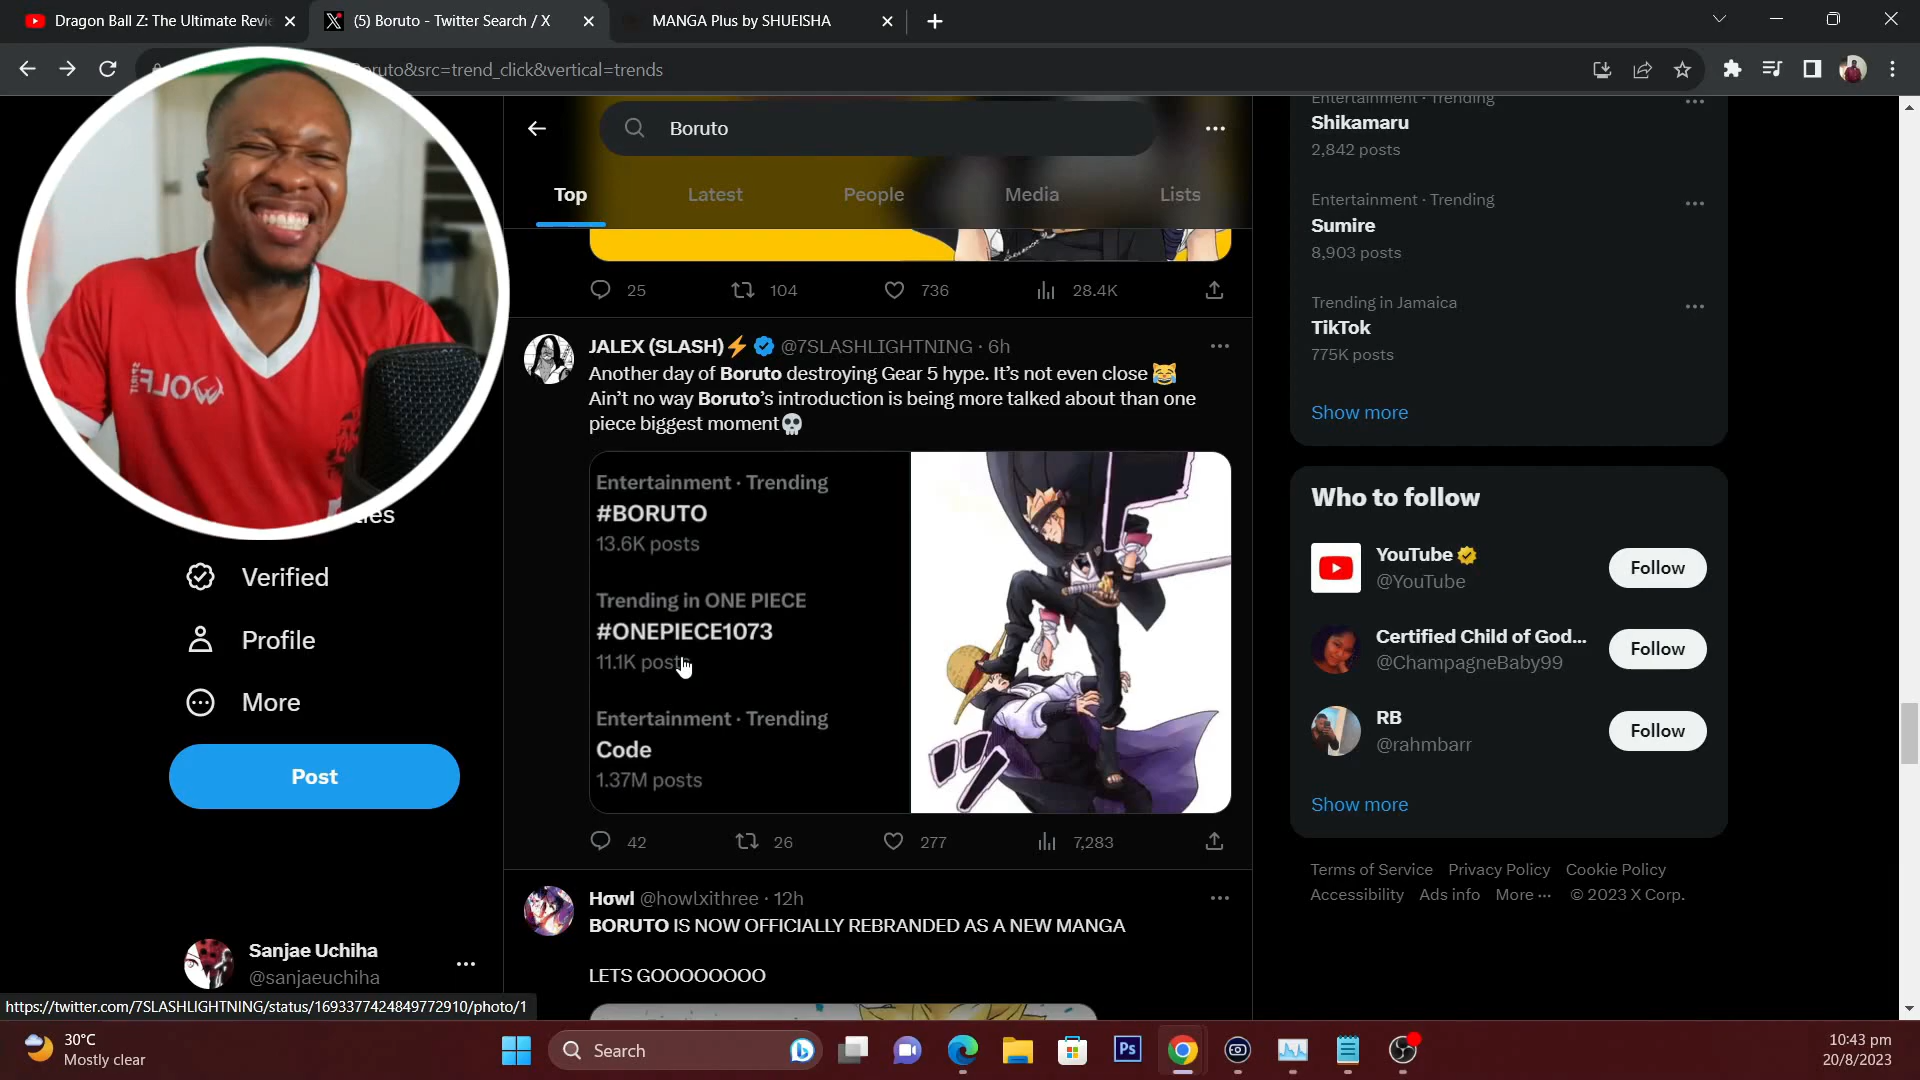 Dragon Ball Z: The Ultimate Revie
(5) Boruto - Twitter Search / X
MANGA Plus by SHUEISHA
oruto&src=trend_click&vertical=trends
Boruto
Top
Latest
People
Media
Lists
25
104
736
28.4K
JALEX (SLASH)⚡ @7SLASHLIGHTNING · 6h
Another day of Boruto destroying Gear 5 hype. It's not even close 😹
Ain't no way Boruto's introduction is being more talked about than one
piece biggest moment💀
Entertainment · Trending
#BORUTO
13.6K posts
Trending in ONE PIECE
#ONEPIECE1073
11.1K posts
Entertainment · Trending
Code
1.37M posts
42
26
277
7,283
Howl @howlxithree · 12h
BORUTO IS NOW OFFICIALLY REBRANDED AS A NEW MANGA
LETS GOOOOOOOO
Verified
Profile
More
Post
Sanjae Uchiha
@sanjaeuchiha
https://twitter.com/7SLASHLIGHTNING/status/1693377424849772910/photo/1
Entertainment · Trending
Shikamaru
2,842 posts
Entertainment · Trending
Sumire
8,903 posts
Trending in Jamaica
TikTok
775K posts
Show more
Who to follow
YouTube
@YouTube
Follow
Certified Child of God...
@ChampagneBaby99
Follow
RB
@rahmbarr
Follow
Show more
Terms of Service Privacy Policy Cookie Policy
Accessibility Ads info More ··· © 2023 X Corp.
30°C
Mostly clear
Search
Ps
10:43 pm
20/8/2023